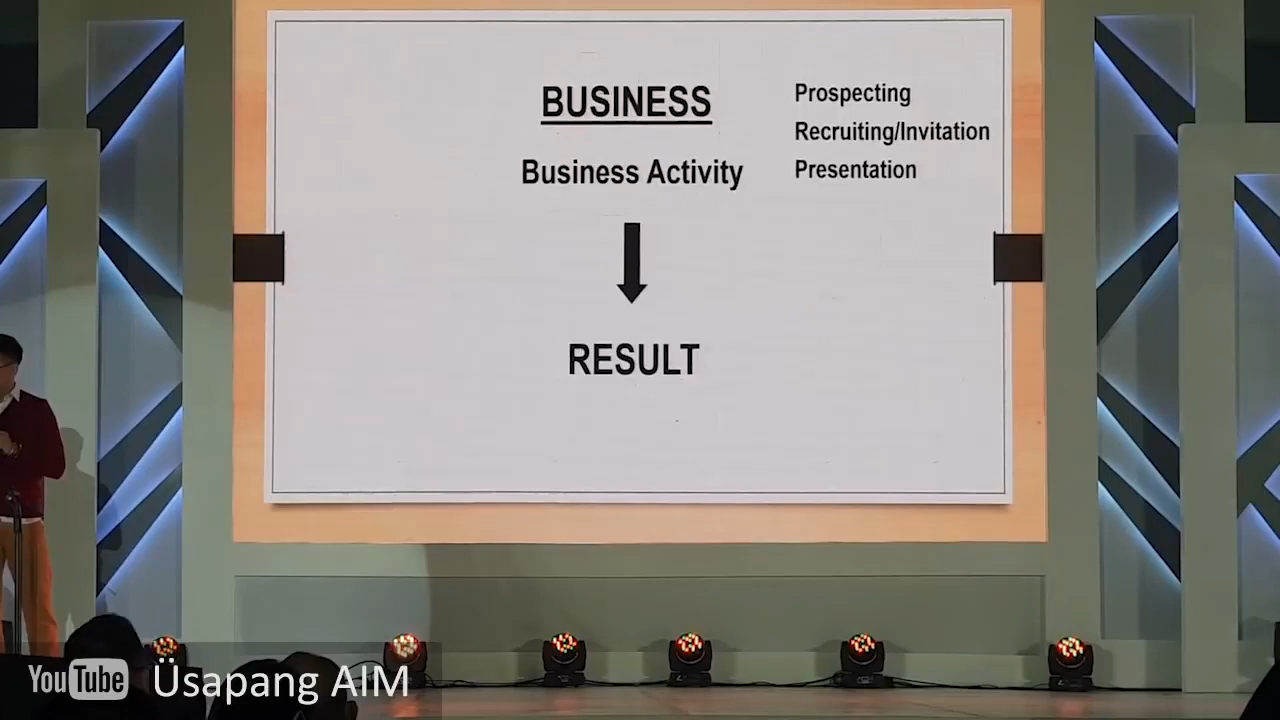 BUSINESS
Business Activity
RESULT
Prospecting
Recruiting/Invitation
Presentation
YouTube Üsapang AIM